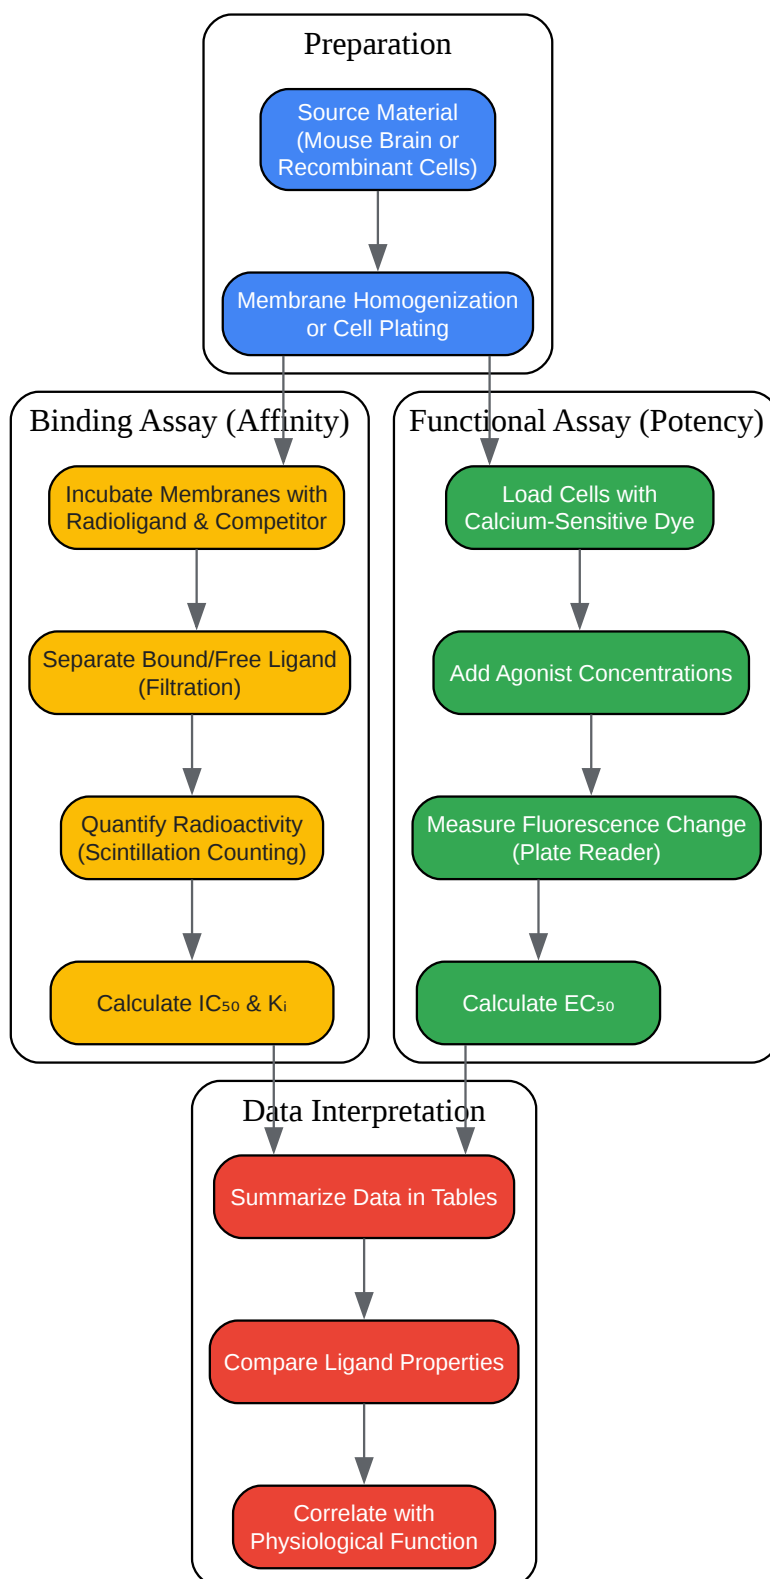 Preparation
Source Material
(Mouse Brain or
Recombinant Cells)
Membrane Homogenization
or Cell Plating
Binding Assay (Affinity)
Incubate Membranes with
Radioligand & Competitor
Separate Bound/Free Ligand
(Filtration)
Quantify Radioactivity
(Scintillation Counting)
Calculate IC₅₀ & Kᵢ
Functional Assay (Potency)
Load Cells with
Calcium-Sensitive Dye
Add Agonist Concentrations
Measure Fluorescence Change
(Plate Reader)
Calculate EC₅₀
Data Interpretation
Summarize Data in Tables
Compare Ligand Properties
Correlate with
Physiological Function